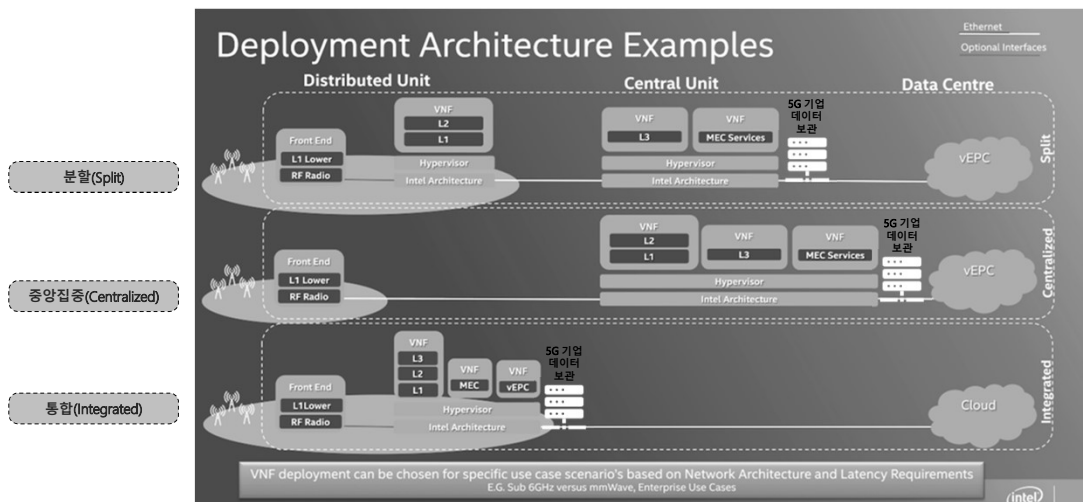 Deployment Architecture Examples
Ethernet
Optional Interfaces
Distributed Unit
Central Unit
Data Centre
분할(Split)
Front End
L1 Lower
RF Radio
VNF
L2
L1
Hypervisor
Intel Architecture
VNF
L3
VNF
MEC Services
Hypervisor
Intel Architecture
5G 기업
데이터
보관
vEPC
Split
중앙집중(Centralized)
Front End
L1 Lower
RF Radio
VNF
L2
L1
VNF
L3
VNF
MEC Services
Hypervisor
Intel Architecture
5G 기업
데이터
보관
vEPC
Centralized
통합(Integrated)
Front End
L1Lower
RF Radio
VNF
L3
L2
L1
VNF
MEC
VNF
vEPC
Hypervisor
Intel Architecture
5G 기업
데이터
보관
Cloud
Integrated
VNF deployment can be chosen for specific use case scenario's based on Network Architecture and Latency Requirements
E.G. Sub 6GHz versus mmWave, Enterprise Use Cases
intel